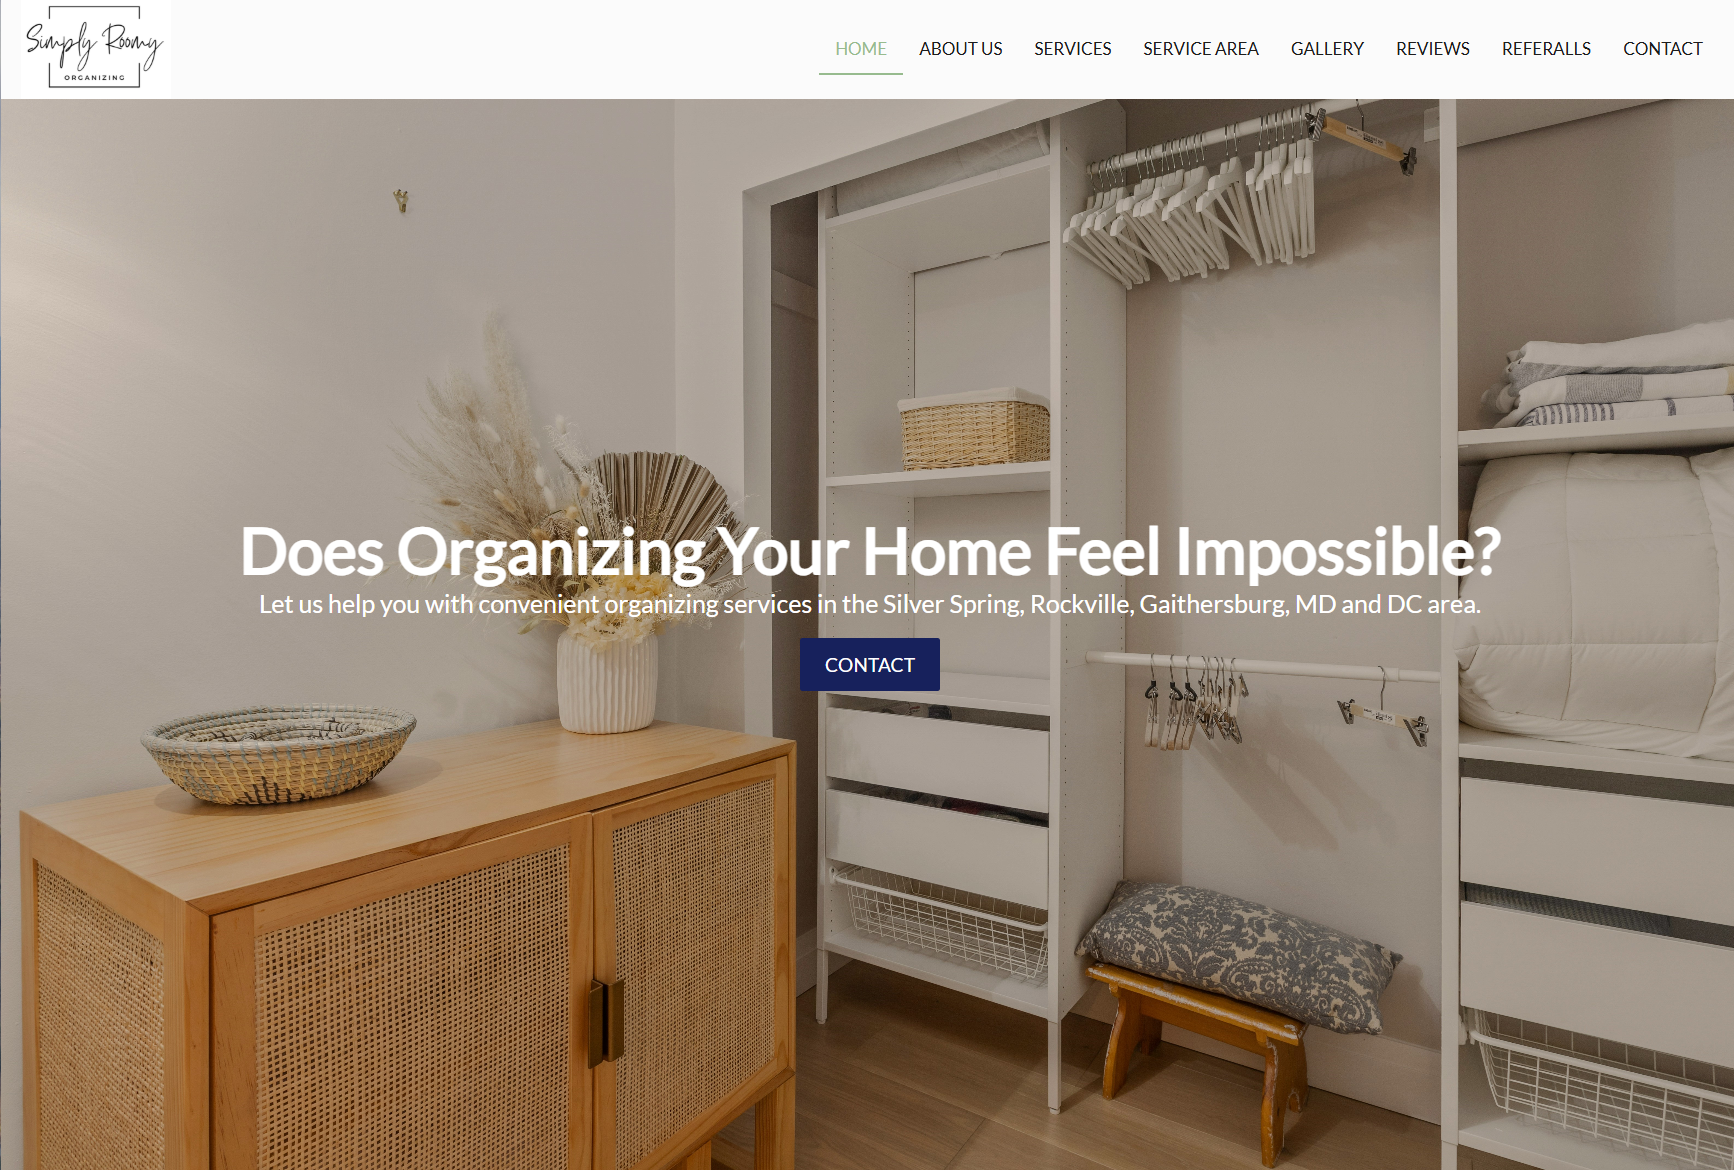 Simply Roomy
ORGANIZING
HOME
ABOUT US
SERVICES
SERVICE AREA
GALLERY
REVIEWS
REFERALLS
CONTACT
Does Organizing Your Home Feel Impossible?
Let us help you with convenient organizing services in the Silver Spring, Rockville, Gaithersburg, MD and DC area.
CONTACT